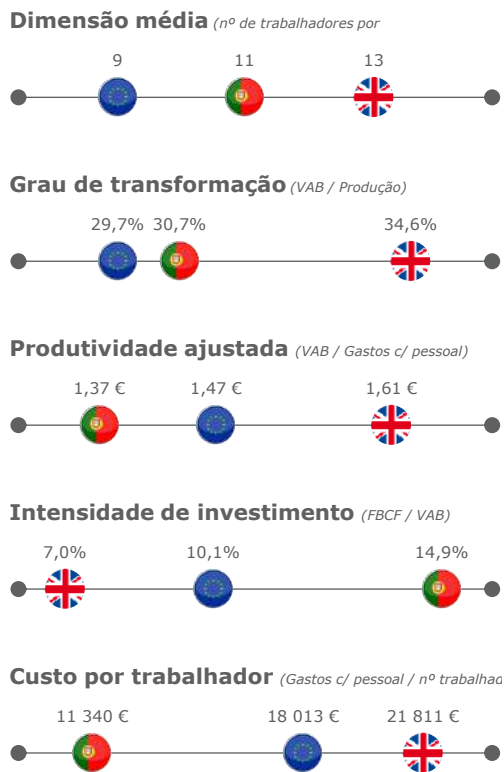 Dimensão média (nº de trabalhadores por
9 11 13
Grau de transformação (VAB / Produção)
29,7% 30,7% 34,6%
Produtividade ajustada (VAB / Gastos c/ pessoal)
1,37 € 1,47 € 1,61 €
Intensidade de investimento (FBCF / VAB)
7,0% 10,1% 14,9%
Custo por trabalhador (Gastos c/ pessoal / nº trabalhad
11 340 € 18 013 € 21 811 €